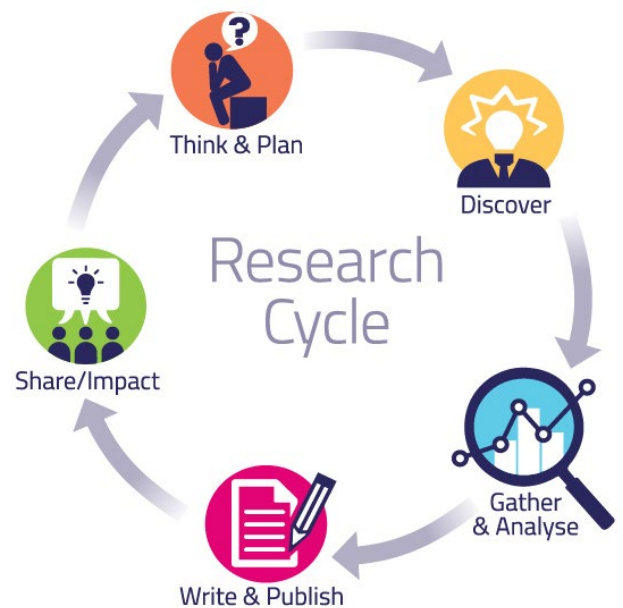 ?
Think & Plan
Discover
Research
Cycle
Share/Impact
Gather
& Analyse
Write & Publish